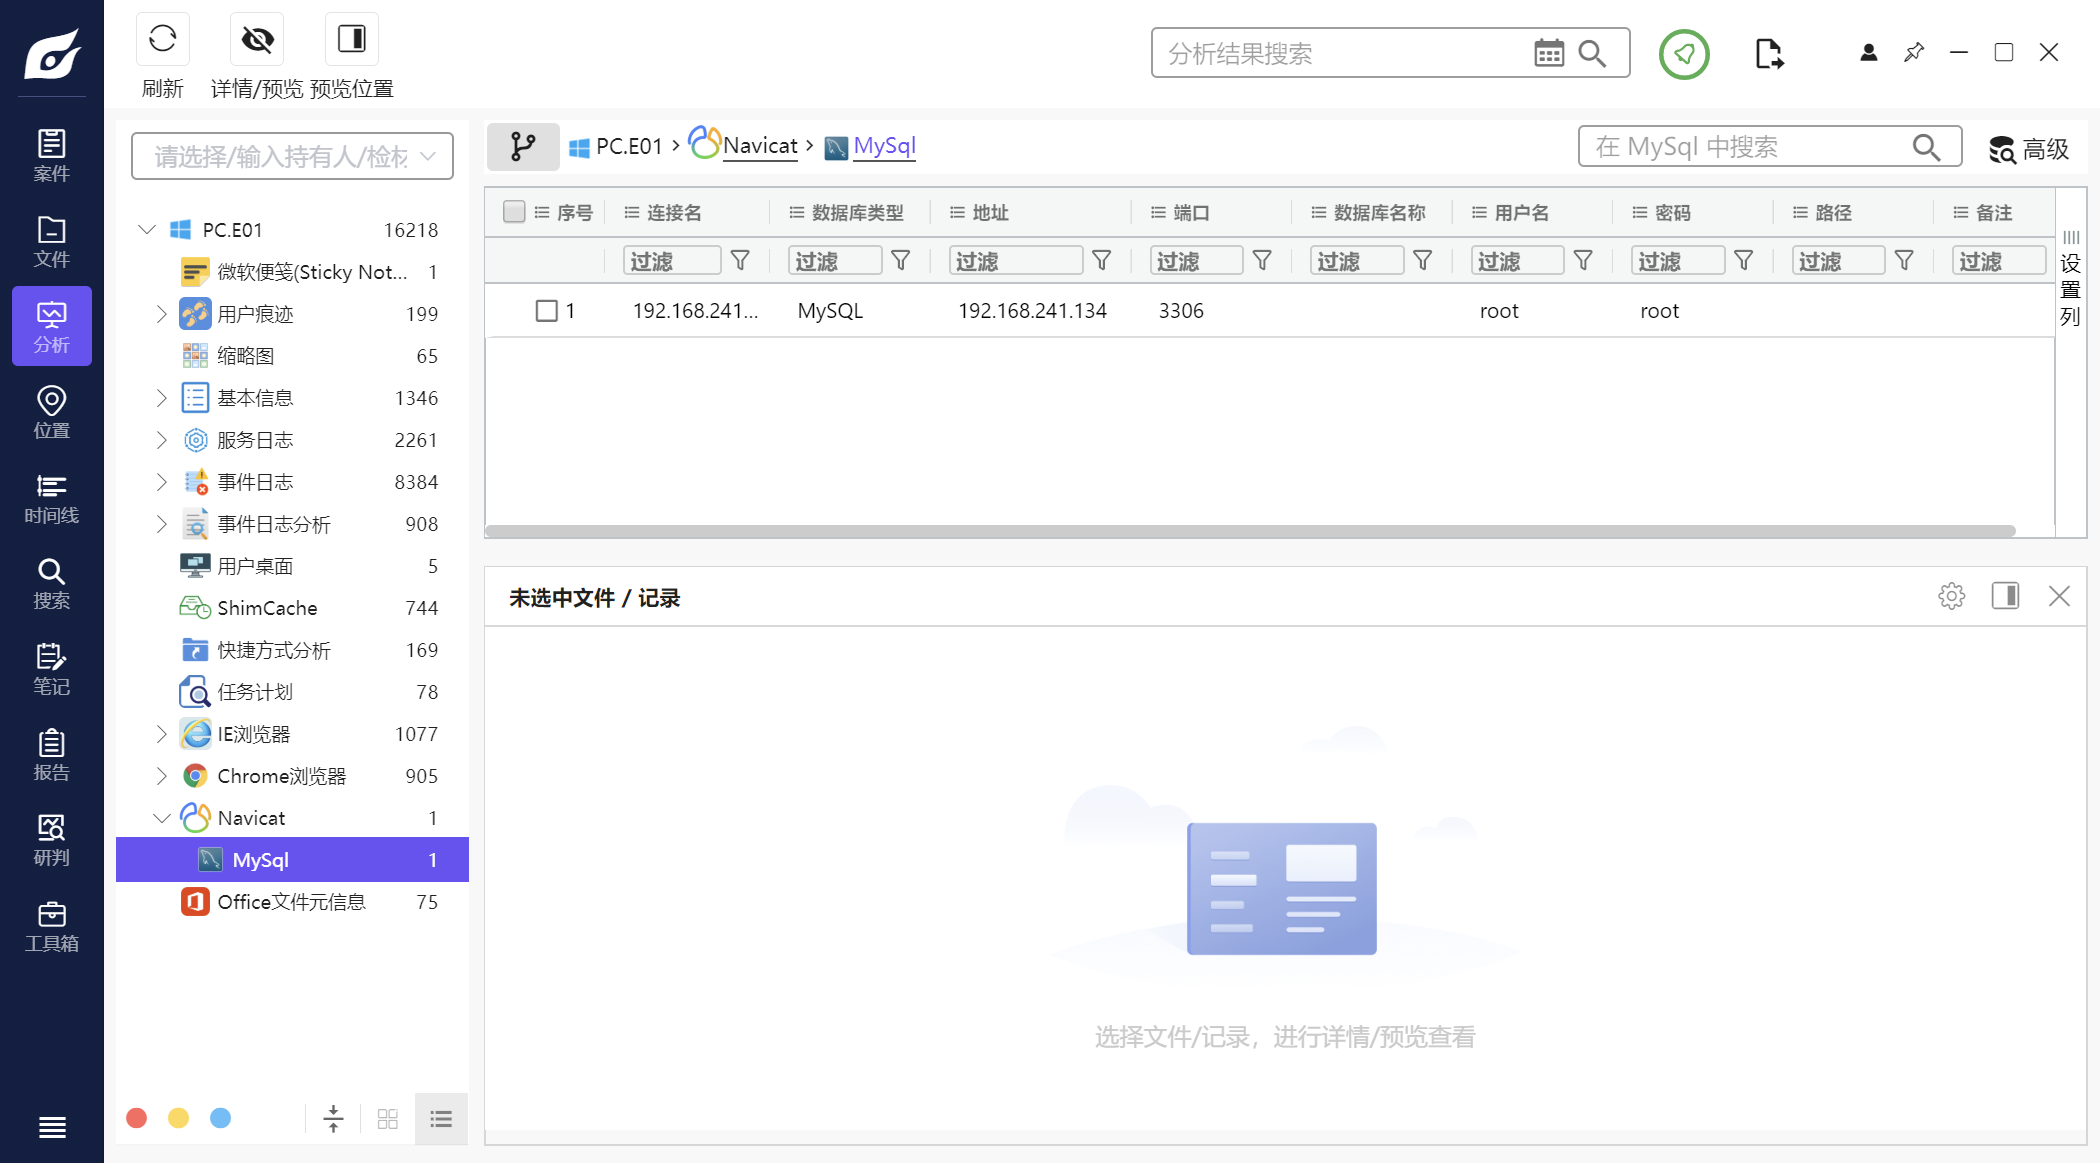 刷新
详情/预览
预览位置
分析结果搜索
案件
文件
分析
位置
时间线
搜索
笔记
报告
研判
工具箱
请选择/输入持有人/检材
PC.E01 16218
微软便笺(Sticky Not... 1
用户痕迹 199
缩略图 65
基本信息 1346
服务日志 2261
事件日志 8384
事件日志分析 908
用户桌面 5
ShimCache 744
快捷方式分析 169
任务计划 78
IE浏览器 1077
Chrome浏览器 905
Navicat 1
MySql 1
Office文件元信息 75
PC.E01 › Navicat › MySql
在 MySql 中搜索
高级
序号 连接名 数据库类型 地址 端口 数据库名称 用户名 密码 路径 备注
过滤 过滤 过滤 过滤 过滤 过滤 过滤 过滤 过滤
1 192.168.241... MySQL 192.168.241.134 3306 root root
设置列
未选中文件 / 记录
选择文件/记录，进行详情/预览查看